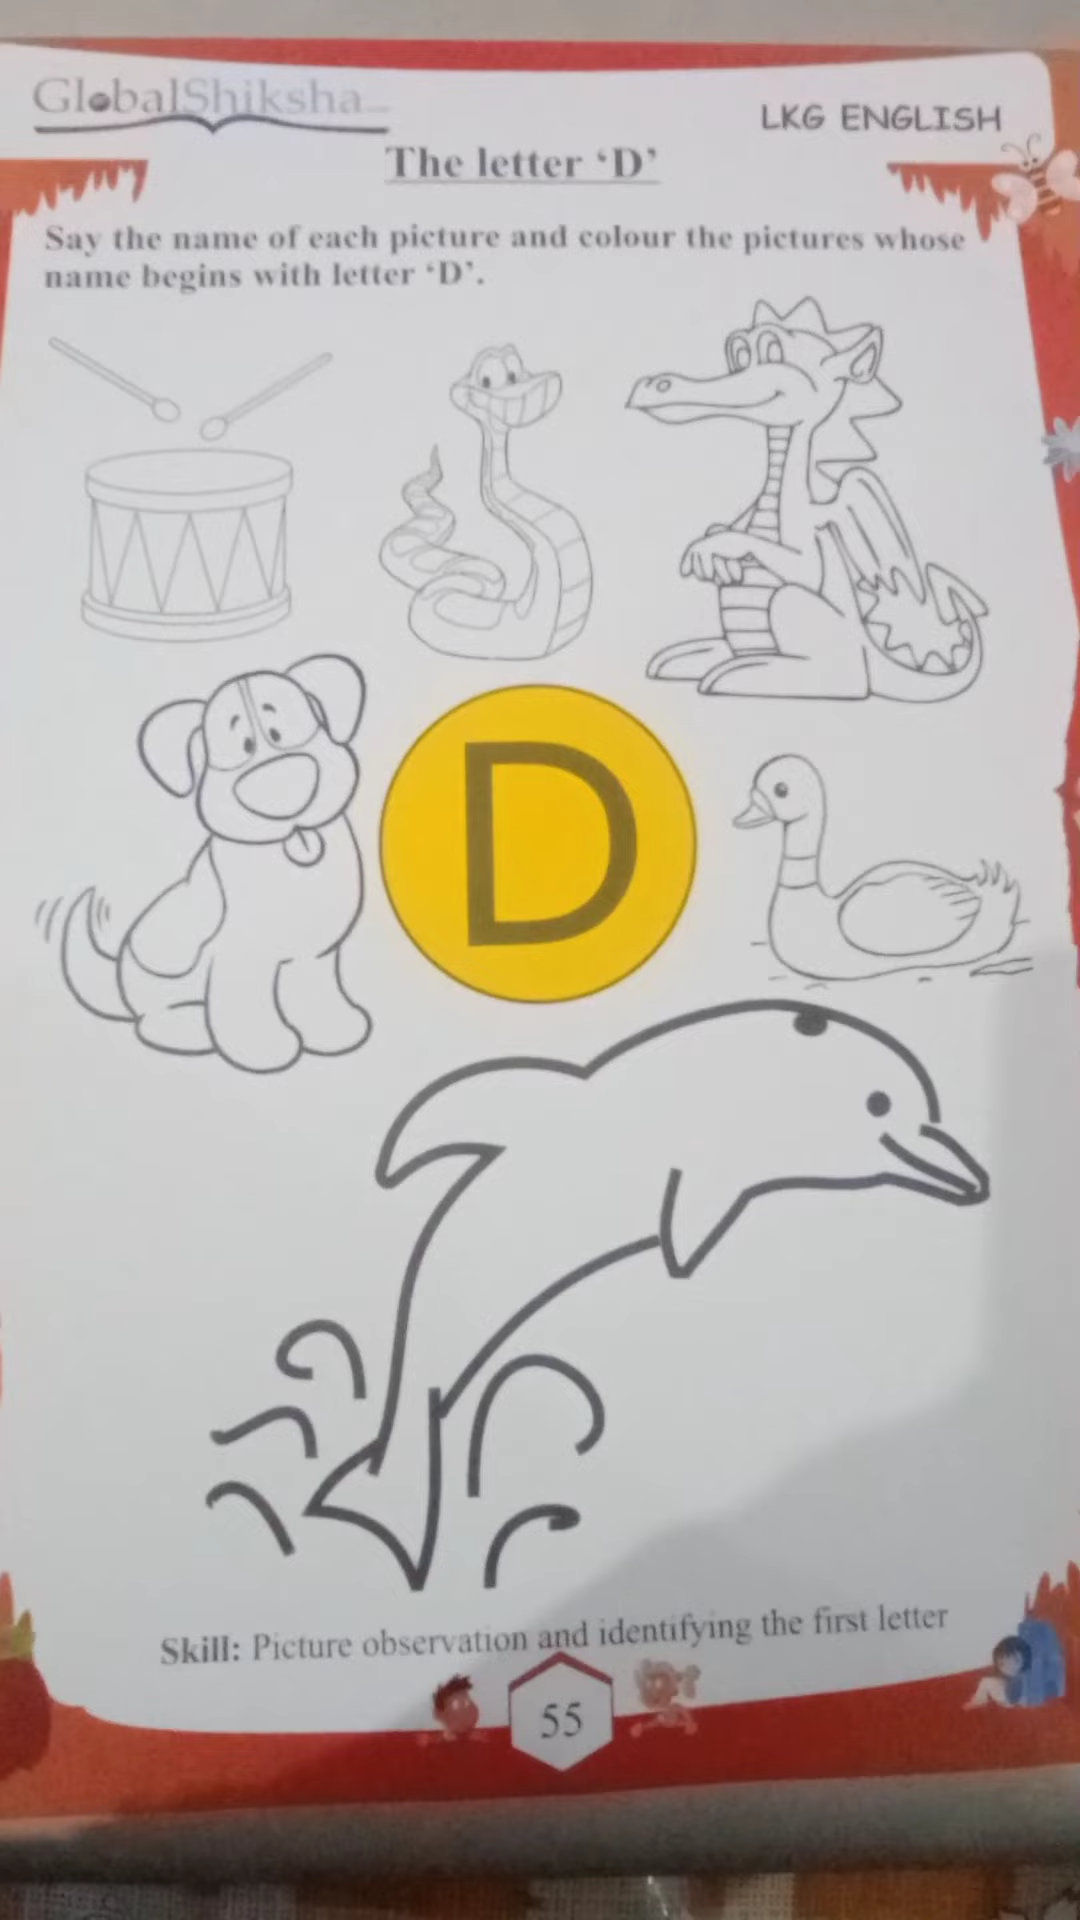 GlobalShiksha
LKG ENGLISH
The letter ‘D’
Say the name of each picture and colour the pictures whose
name begins with letter ‘D’.
D
Skill: Picture observation and identifying the first letter
55